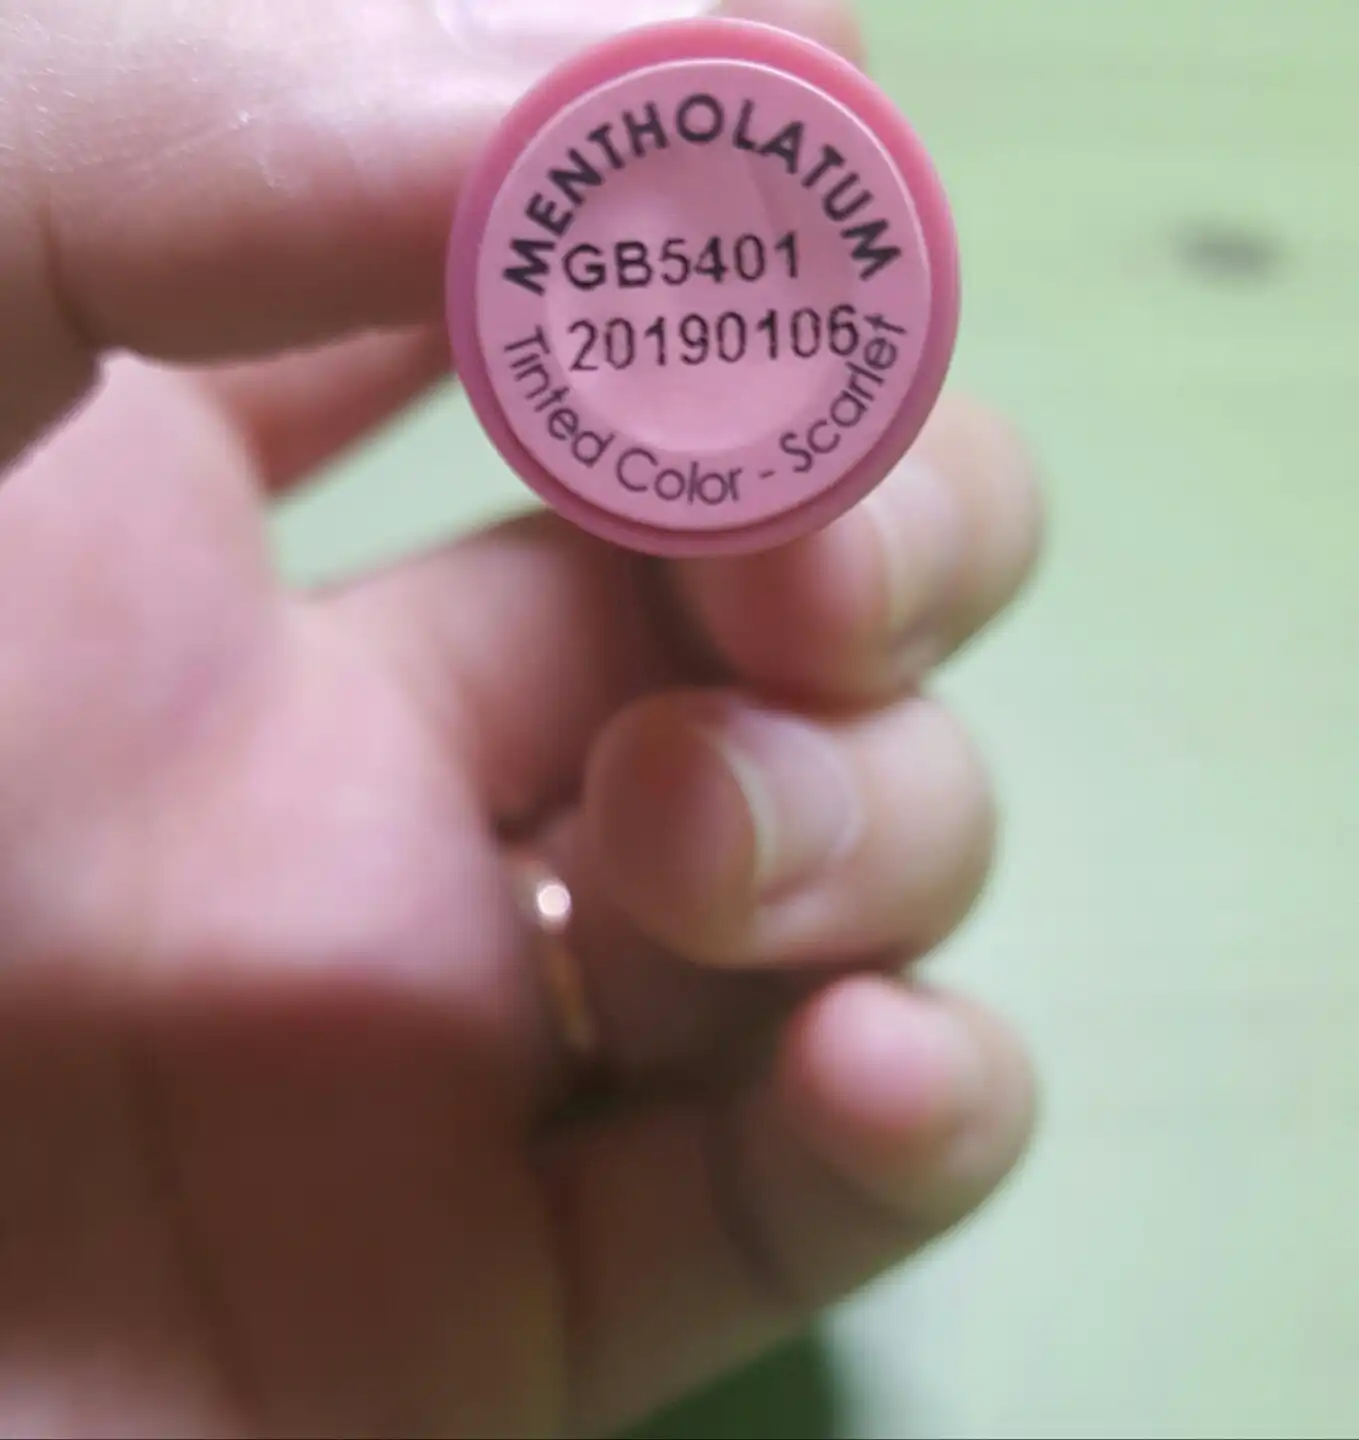 MENTHOLATUM
GB5401
20190106
Tinted Color - Scarlet